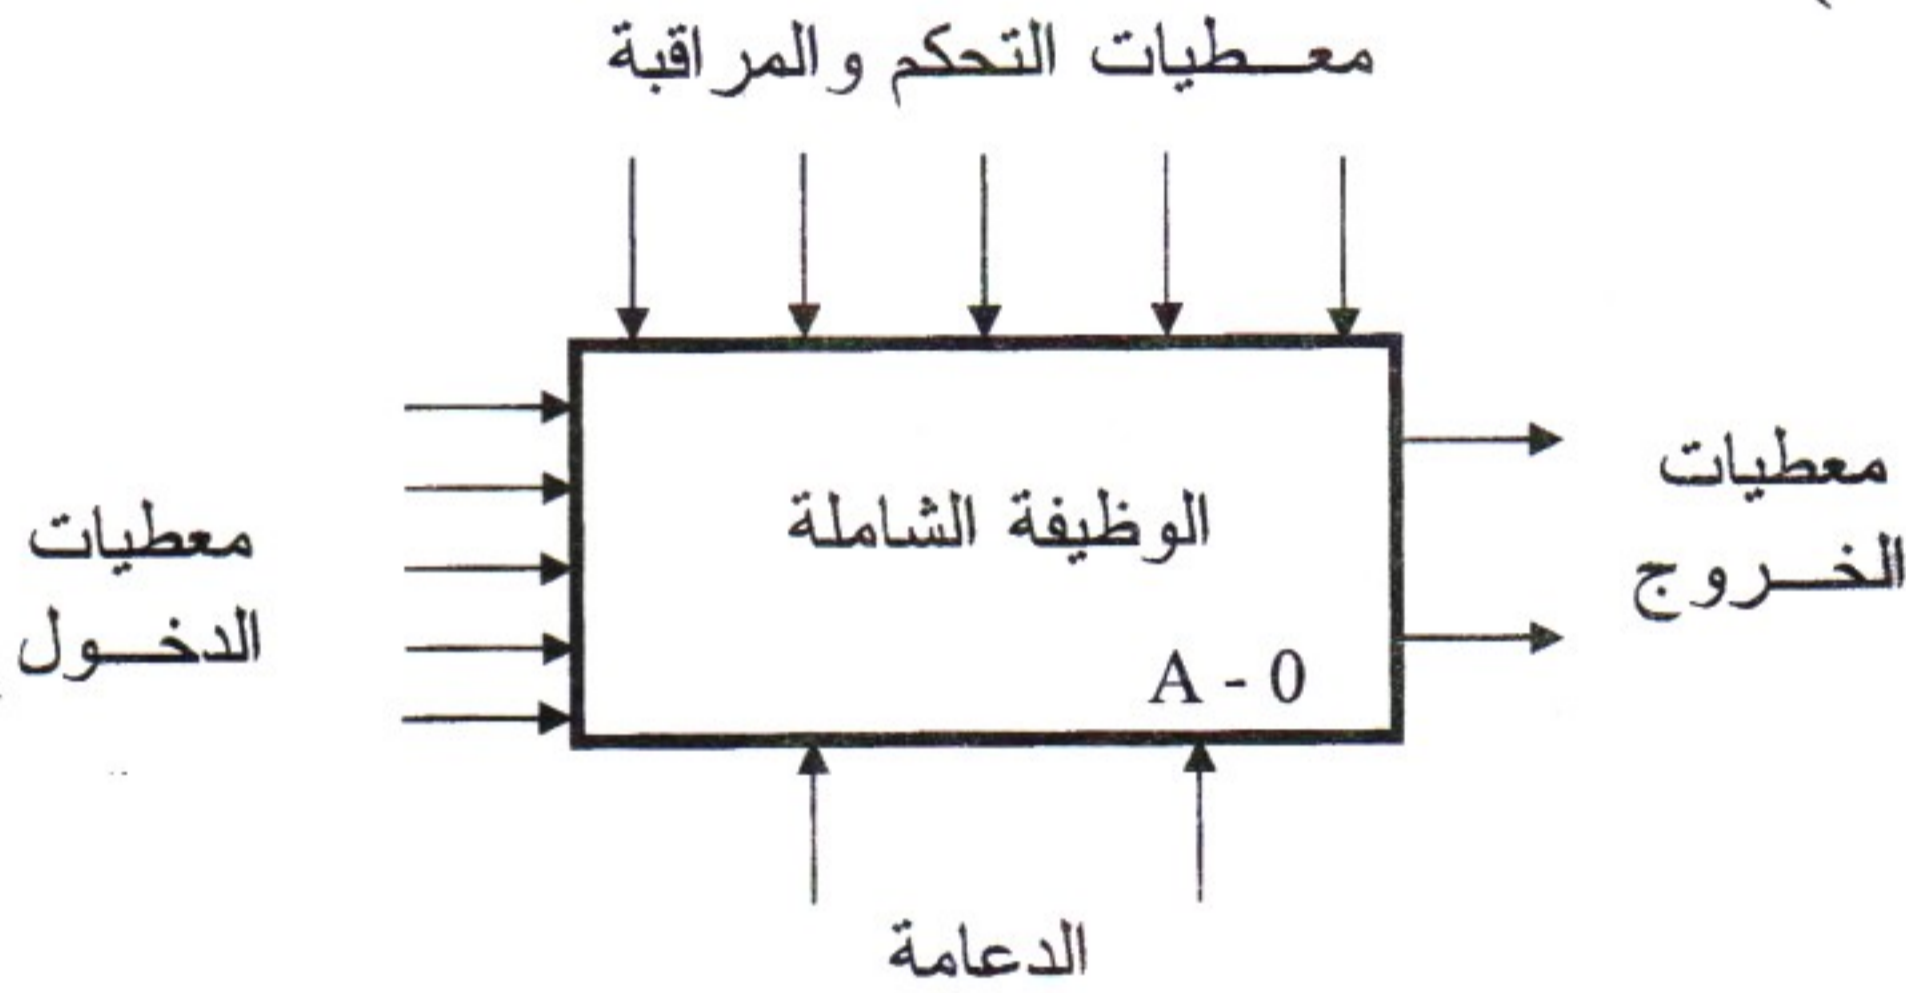 معطيات التحكم والمراقبة
معطيات
الدخول
الوظيفة الشاملة
A - 0
معطيات
الخروج
الدعامة